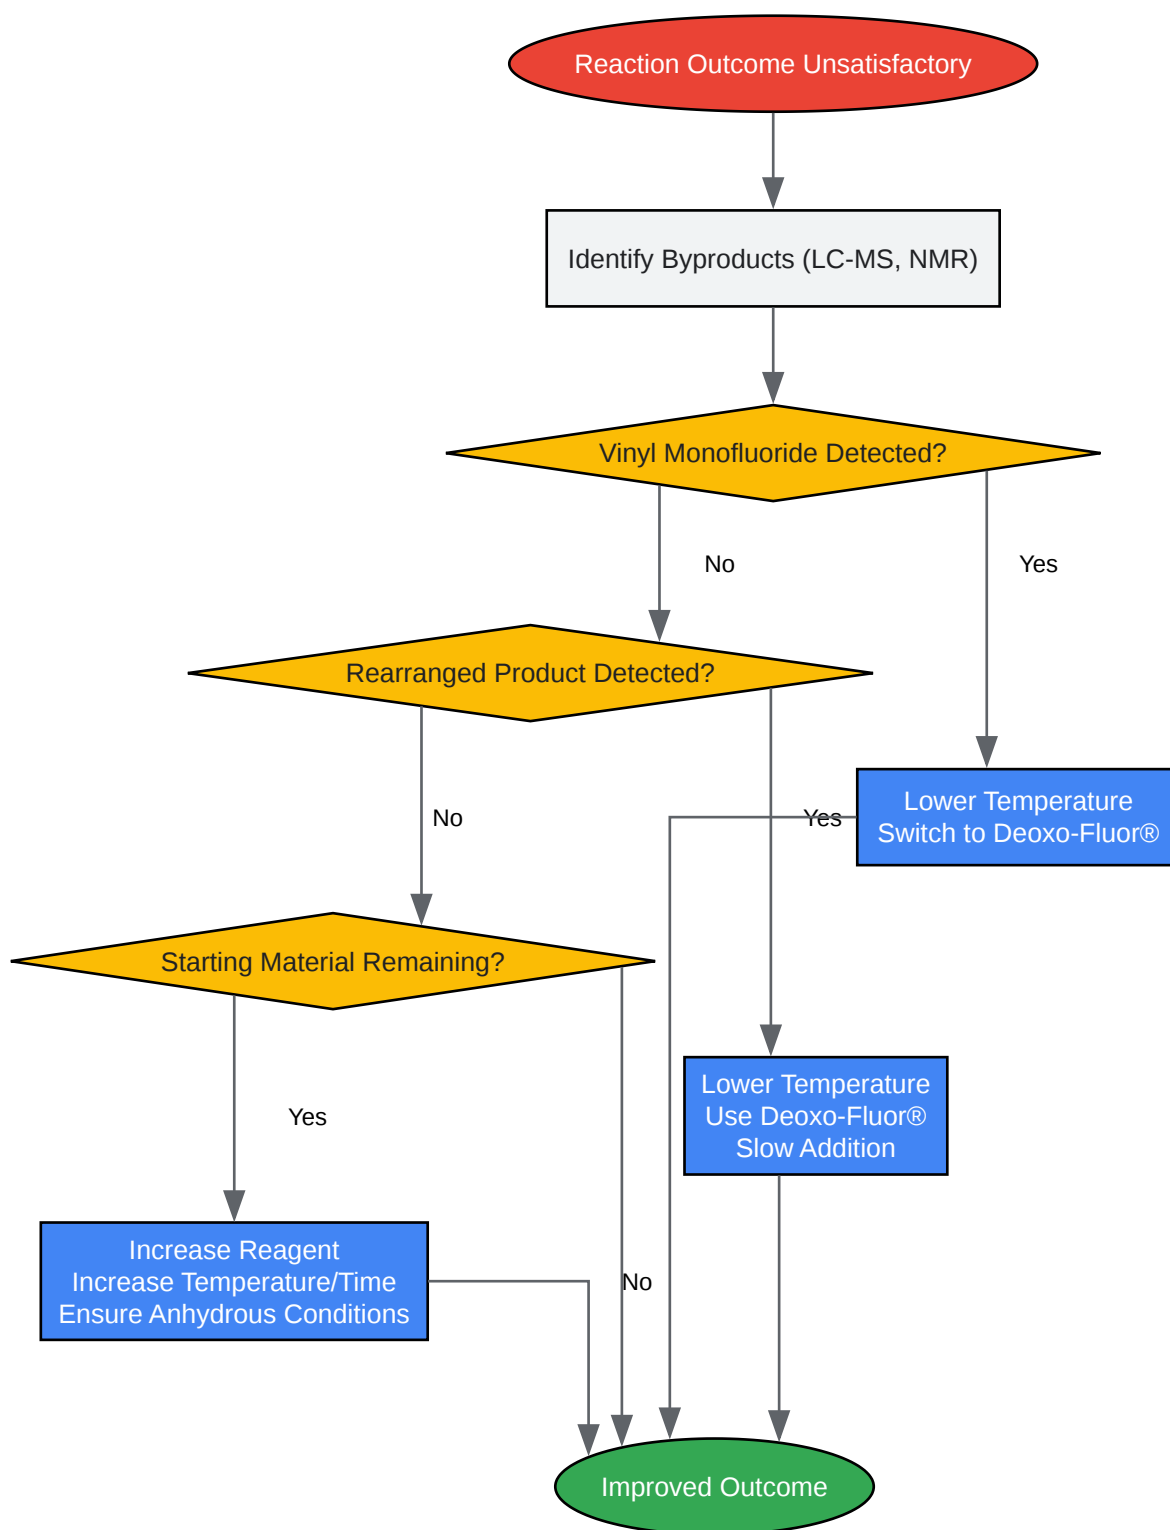 Reaction Outcome Unsatisfactory
Identify Byproducts (LC-MS, NMR)
Vinyl Monofluoride Detected?
No
Yes
Rearranged Product Detected?
Lower Temperature
Switch to Deoxo-Fluor®
No
Yes
Starting Material Remaining?
Lower Temperature
Use Deoxo-Fluor®
Slow Addition
Yes
Increase Reagent
Increase Temperature/Time
Ensure Anhydrous Conditions
No
Improved Outcome